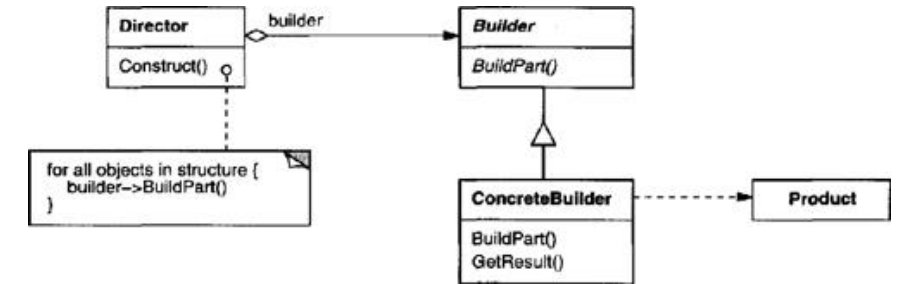 Director
builder
Builder
Construct()
BuildPart()
for all objects in structure {
builder->BuildPart()
}
ConcreteBuilder
Product
BuildPart()
GetResult()